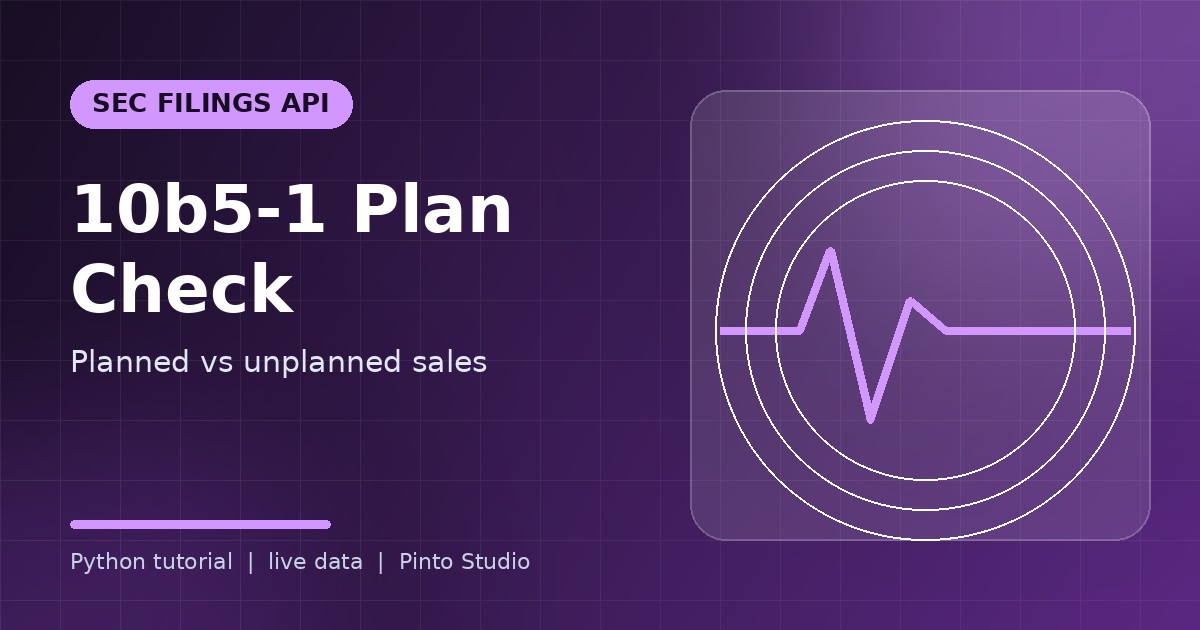 SEC FILINGS API
10b5-1 Plan
Check
Planned vs unplanned sales
Python tutorial | live data | Pinto Studio